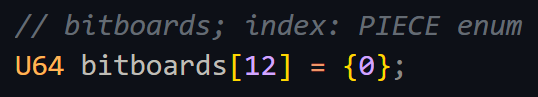 // bitboards; index: PIECE enum
U64 bitboards[12] = {0};